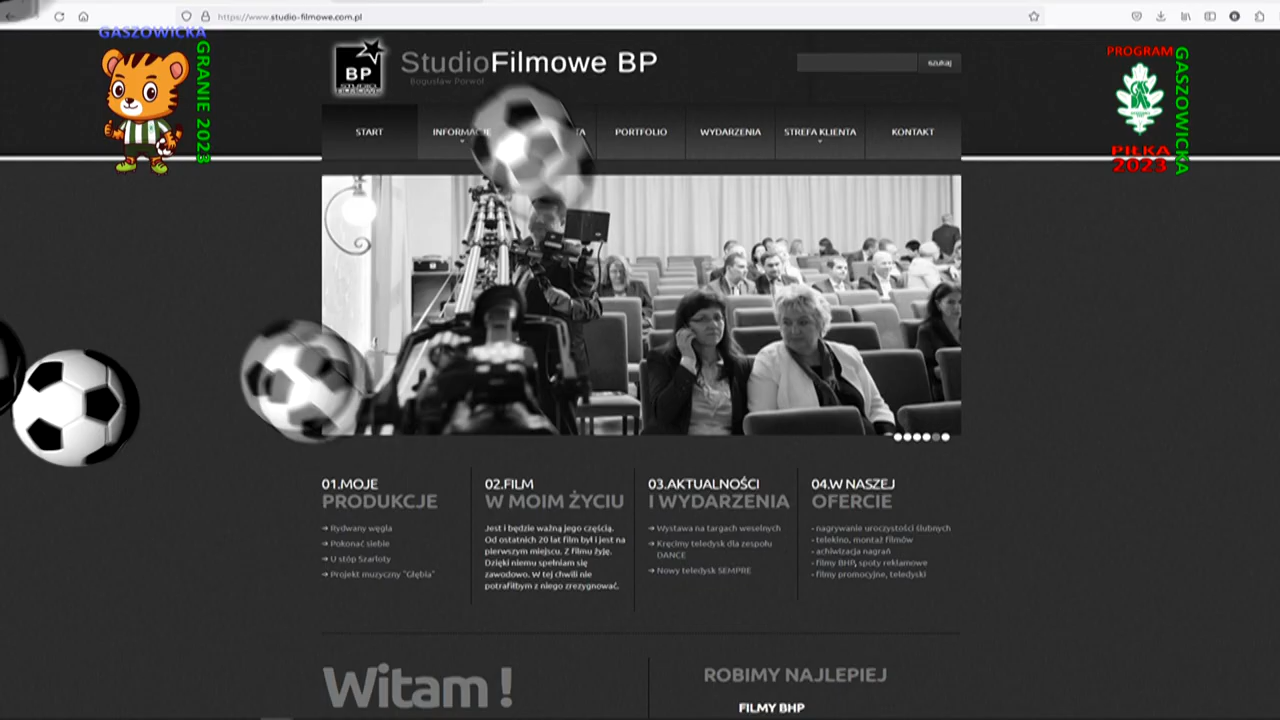 https://www.studio-filmowe.com.pl
GASZOWICKA
GRANIE 2023
BP
StudioFilmowe BP
Bogusław Porwoł
szukaj
PROGRAM
GASZOWICKA
PIŁKA
2023
START
INFORMACJE
PORTFOLIO
WYDARZENIA
STREFA KLIENTA
KONTAKT
01.MOJE
PRODUKCJE
➔ Rydwany węgla
➔ Pokonać siebie
➔ U stóp Szarloty
➔ Projekt muzyczny "Głębia"
02.FILM
W MOIM ŻYCIU
Jest i będzie ważną jego częścią.
Od ostatnich 20 lat film był i jest na
pierwszym miejscu. Z filmu żyję.
Dzięki niemu spełniam się
zawodowo. W tej chwili nie
potrafiłbym z niego zrezygnować.
03.AKTUALNOŚCI
I WYDARZENIA
➔ Wystawa na targach weselnych
➔ Kręcimy teledysk dla zespołu
DANCE
➔ Nowy teledysk SEMPRE
04.W NASZEJ
OFERCIE
- nagrywanie uroczystości ślubnych
- telekino, montaż filmów
- achiwizacja nagrań
- filmy BHP, spoty reklamowe
- filmy promocyjne, teledyski
Witam !
ROBIMY NAJLEPIEJ
FILMY BHP